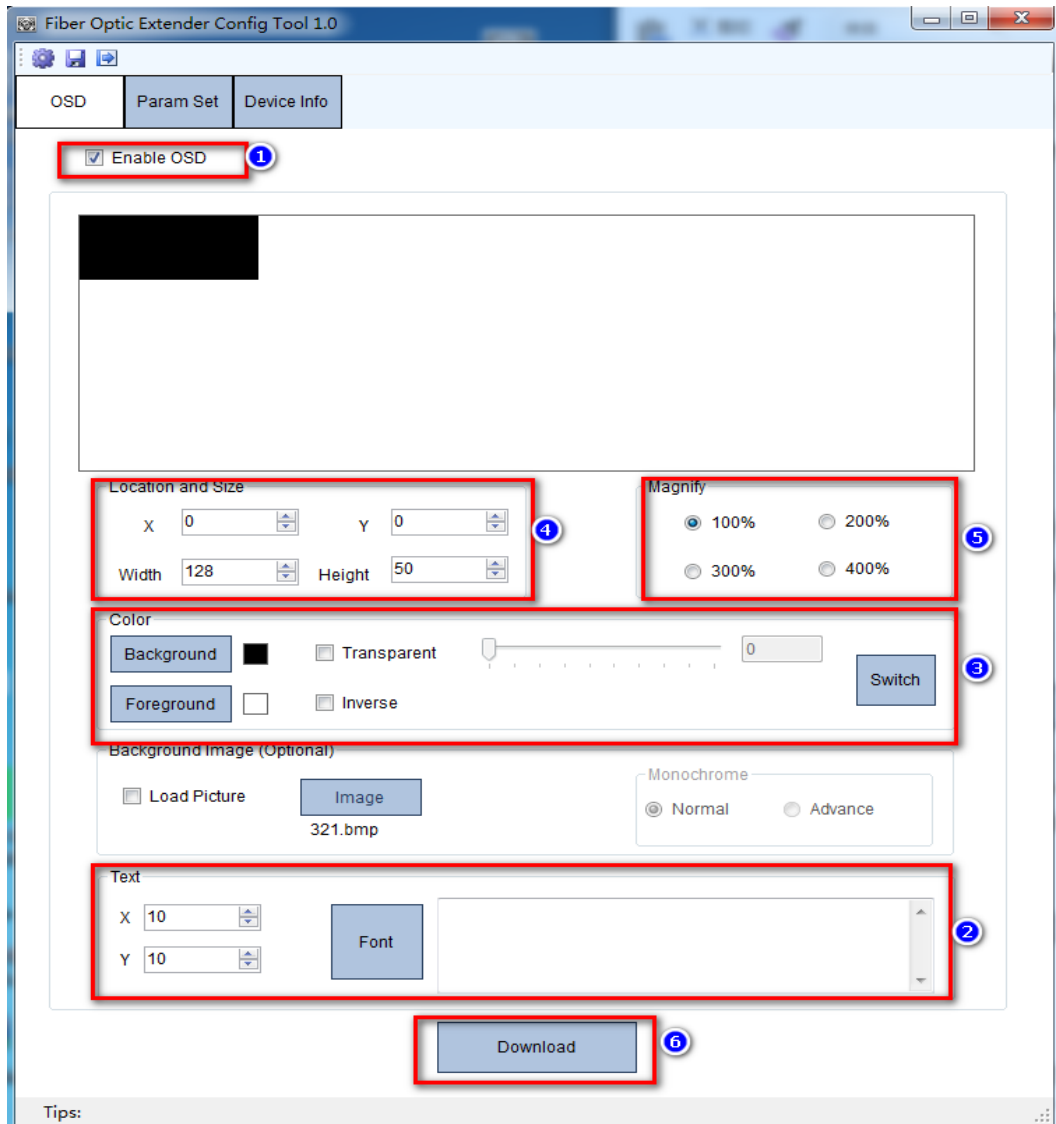 Fiber Optic Extender Config Tool 1.0
OSD Param Set Device Info
Enable OSD 1
Location and Size Magnify
X 0 Y 0 100% 200%
4 5
Width 128 Height 50 300% 400%
Color
Background Transparent 0
Switch 3
Foreground Inverse
Background Image (Optional)
Monochrome
Load Picture Image Normal Advance
321.bmp
Text
X 10
Font 2
Y 10
Download 6
Tips: